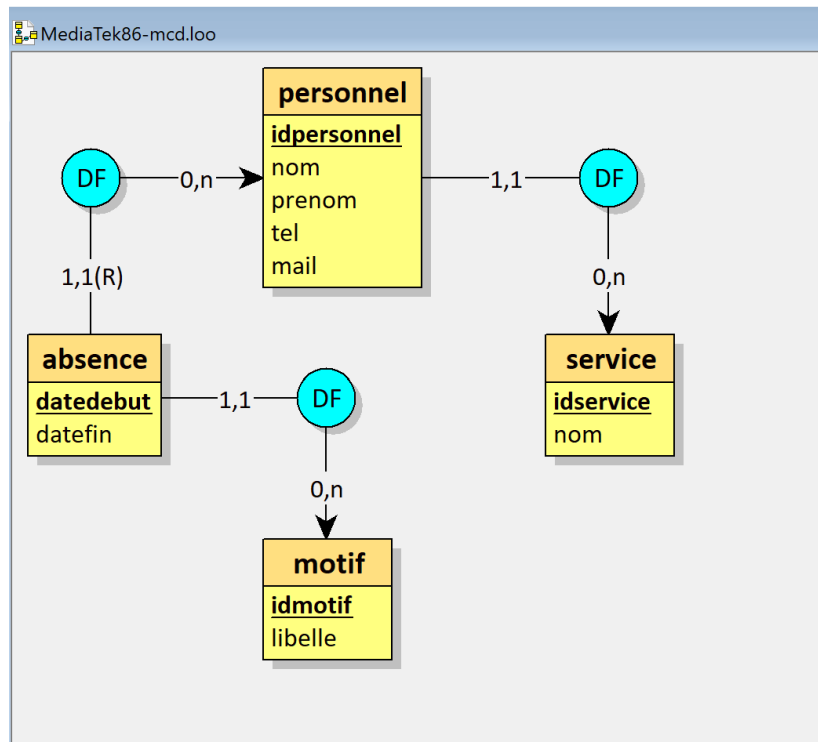 MediaTek86-mcd.loo
personnel
idpersonnel
nom
prenom
tel
mail
DF
0,n
1,1
DF
1,1(R)
0,n
absence
datedebut
datefin
1,1
DF
service
idservice
nom
0,n
motif
idmotif
libelle